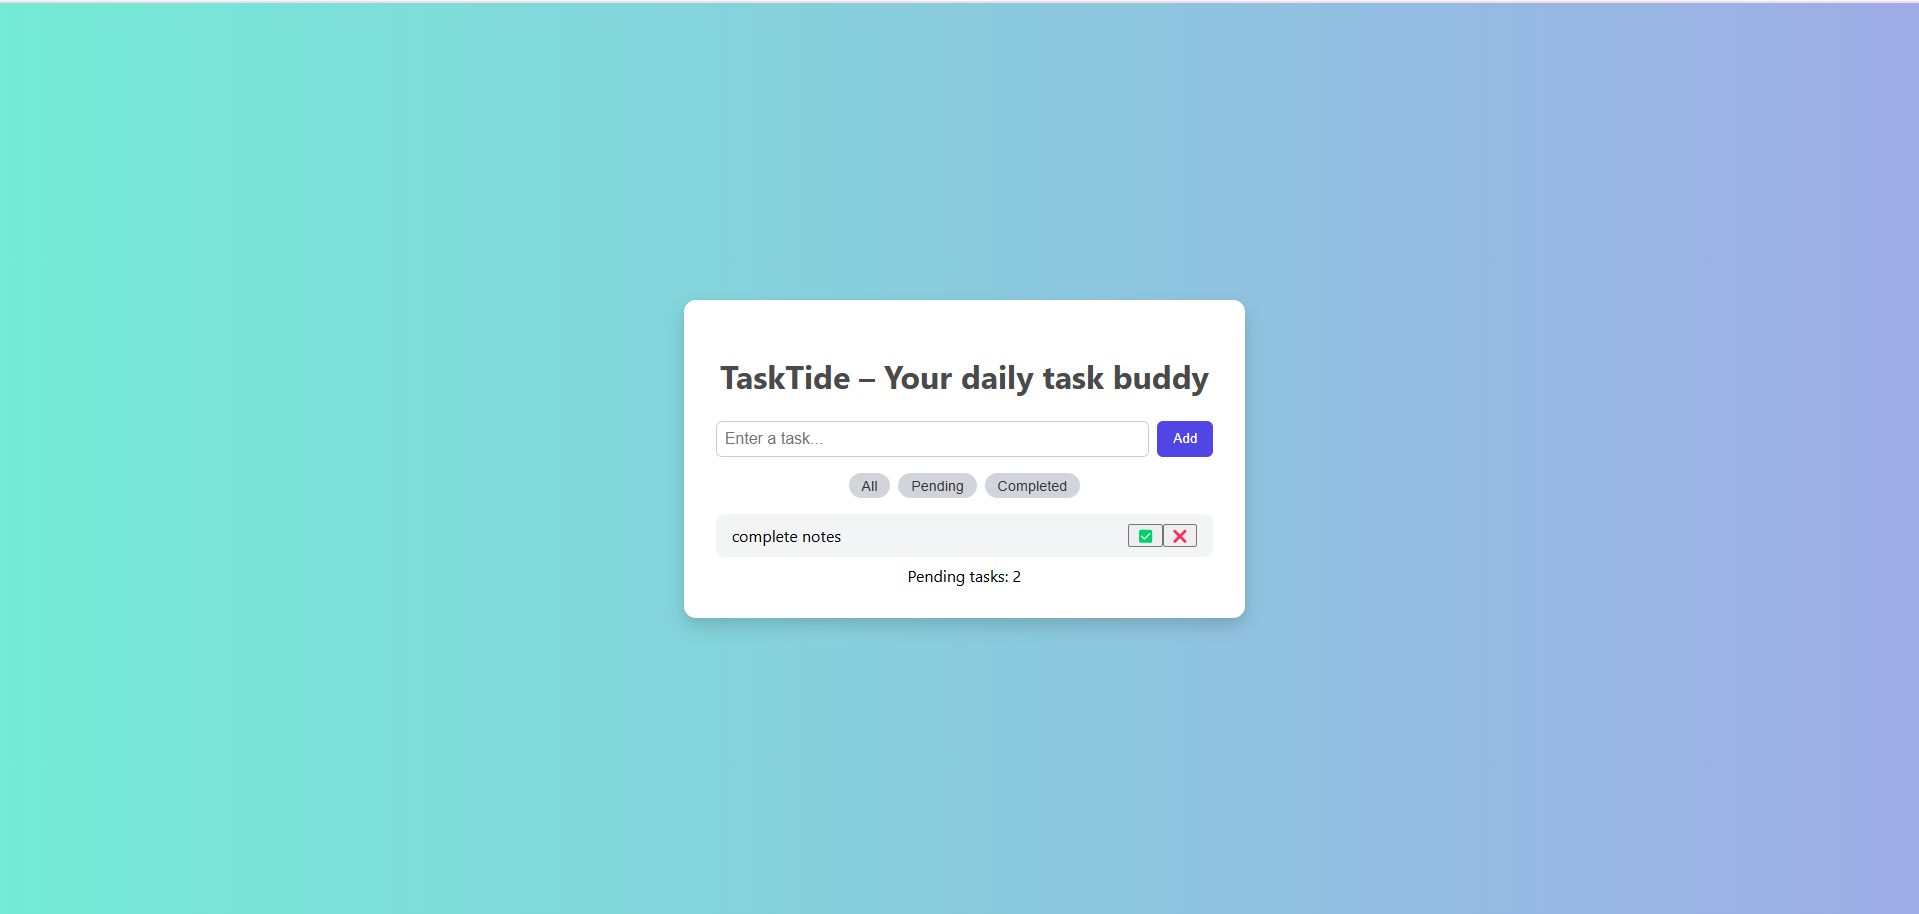 TaskTide – Your daily task buddy
Enter a task...
Add
All
Pending
Completed
complete notes
Pending tasks: 2